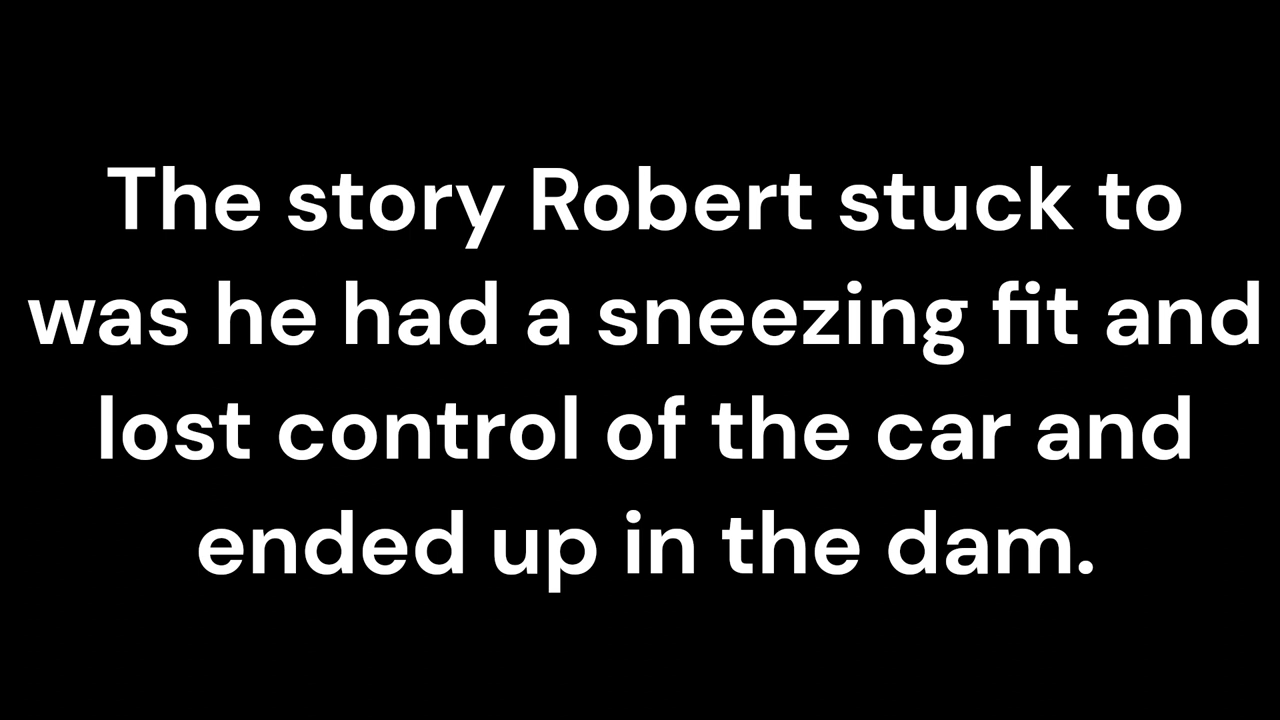 The story Robert stuck to
was he had a sneezing fit and
lost control of the car and
ended up in the dam.